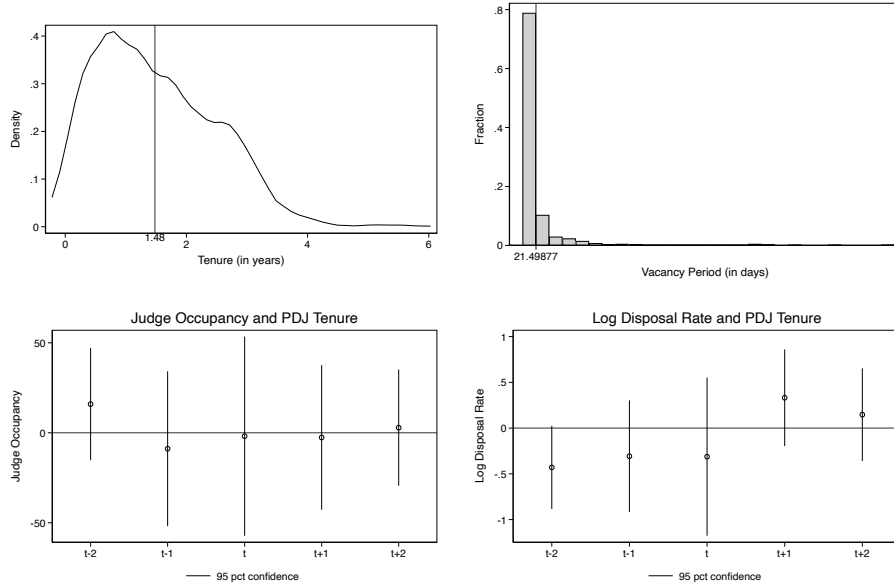 .4
.3
.2
.1
0
Density
0
1.48
2
4
6
Tenure (in years)
.8
.6
.4
.2
0
Fraction
21.49877
Vacancy Period (in days)
Judge Occupancy and PDJ Tenure
50
0
-50
Judge Occupancy
t-2
t-1
t
t+1
t+2
95 pct confidence
Log Disposal Rate and PDJ Tenure
1
.5
0
-.5
-1
Log Disposal Rate
t-2
t-1
t
t+1
t+2
95 pct confidence